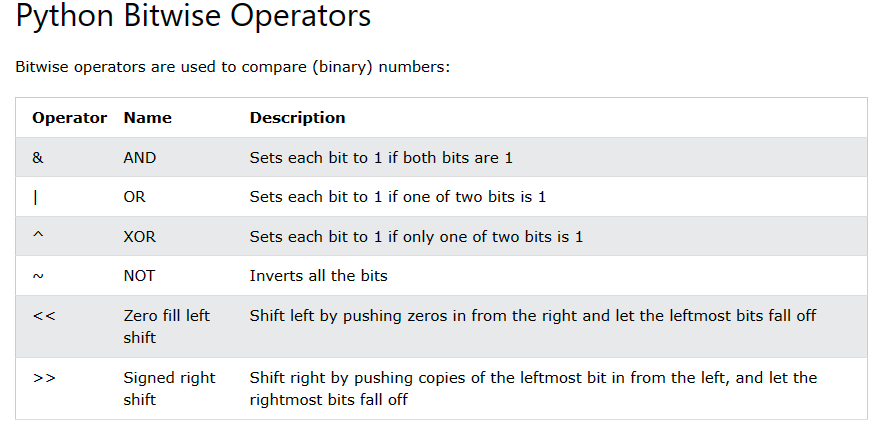 Python Bitwise Operators
Bitwise operators are used to compare (binary) numbers:
Operator Name Description
& AND Sets each bit to 1 if both bits are 1
| OR Sets each bit to 1 if one of two bits is 1
^ XOR Sets each bit to 1 if only one of two bits is 1
~ NOT Inverts all the bits
<< Zero fill left Shift left by pushing zeros in from the right and let the leftmost bits fall off
shift
>> Signed right Shift right by pushing copies of the leftmost bit in from the left, and let the
shift rightmost bits fall off